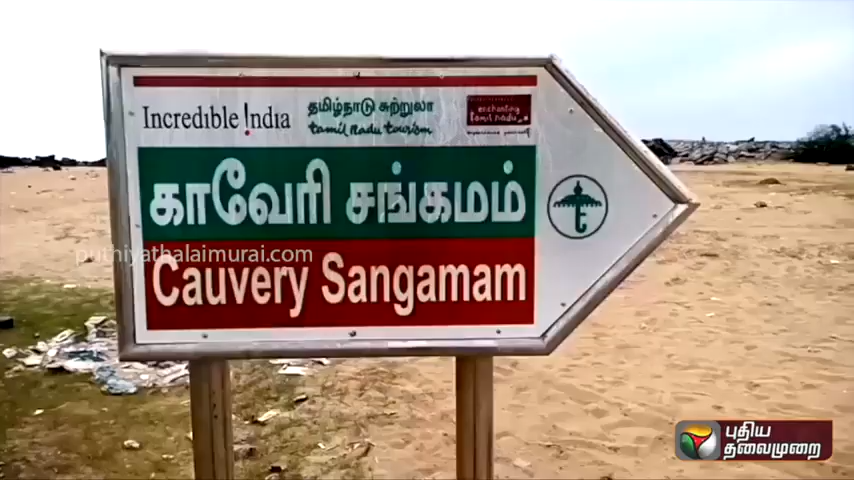 Incredible !ndia
தமிழ்நாடு சுற்றுலா
tamil nadu tourism
enchanting
tamil nadu
காவேரி சங்கமம்
Cauvery Sangamam
puthiyathalaimurai.com
புதிய
தலைமுறை